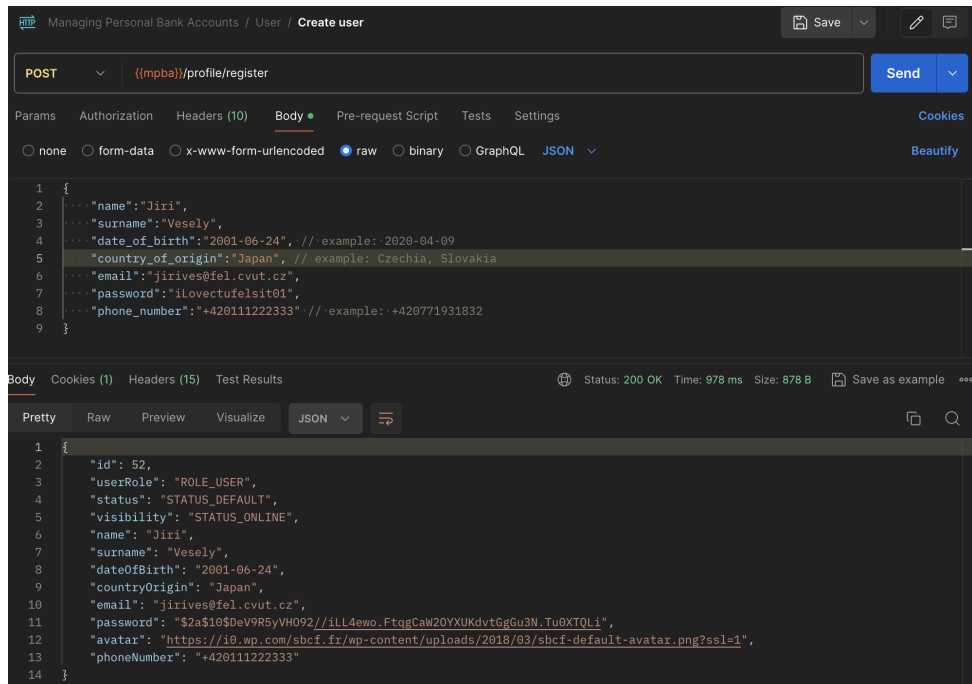 HTTP Managing Personal Bank Accounts / User / Create user Save
POST {{mpba}}/profile/register Send
Params Authorization Headers (10) Body Pre-request Script Tests Settings Cookies
none form-data x-www-form-urlencoded raw binary GraphQL JSON Beautify
1 {
2 ····"name":"Jiri",
3 ····"surname":"Vesely",
4 ····"date_of_birth":"2001-06-24",·//·example:·2020-04-09
5 ····"country_of_origin":"Japan", // example: Czechia, Slovakia
6 ····"email":"jirives@fel.cvut.cz",
7 ····"password":"iLovectufelsit01",
8 ····"phone_number":"+420111222333"·//·example:·+420771931832
9 }
Body Cookies (1) Headers (15) Test Results Status: 200 OK Time: 978 ms Size: 878 B Save as example
Pretty Raw Preview Visualize JSON
1 {
2 "id": 52,
3 "userRole": "ROLE_USER",
4 "status": "STATUS_DEFAULT",
5 "visibility": "STATUS_ONLINE",
6 "name": "Jiri",
7 "surname": "Vesely",
8 "dateOfBirth": "2001-06-24",
9 "countryOrigin": "Japan",
10 "email": "jirives@fel.cvut.cz",
11 "password": "$2a$10$DeV9R5yVHO92//iLL4ewo.FtqgCaW2OYXUKdvtGgGu3N.Tu0XTQLi",
12 "avatar": "https://i0.wp.com/sbcf.fr/wp-content/uploads/2018/03/sbcf-default-avatar.png?ssl=1",
13 "phoneNumber": "+420111222333"
14 }